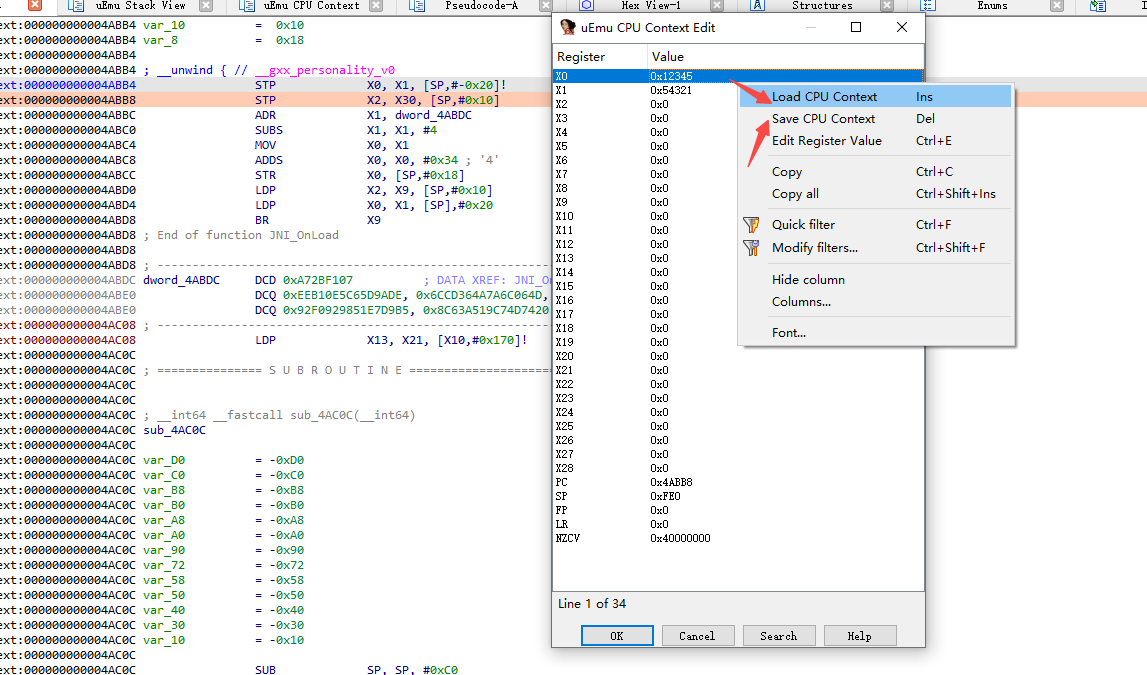 uEmu Stack View uEmu CPU Context Pseudocode-A Hex View-1 Structures Enums
ext:000000000004ABB4 var_10 = 0x10
ext:000000000004ABB4 var_8 = 0x18
ext:000000000004ABB4
ext:000000000004ABB4 ; __unwind { // __gxx_personality_v0
ext:000000000004ABB4 STP X0, X1, [SP,#-0x20]!
ext:000000000004ABB8 STP X2, X30, [SP,#0x10]
ext:000000000004ABBC ADR X1, dword_4ABDC
ext:000000000004ABC0 SUBS X1, X1, #4
ext:000000000004ABC4 MOV X0, X1
ext:000000000004ABC8 ADDS X0, X0, #0x34 ; '4'
ext:000000000004ABCC STR X0, [SP,#0x18]
ext:000000000004ABD0 LDP X2, X9, [SP,#0x10]
ext:000000000004ABD4 LDP X0, X1, [SP],#0x20
ext:000000000004ABD8 BR X9
ext:000000000004ABD8 ; End of function JNI_OnLoad
ext:000000000004ABD8
ext:000000000004ABD8 ; --------------------------------------------------------
ext:000000000004ABDC dword_4ABDC DCD 0xA72BF107 ; DATA XREF: JNI_On
ext:000000000004ABE0 DCQ 0xEEB10E5C65D9ADE, 0x6CCD364A7A6C064D,
ext:000000000004ABE0 DCQ 0x92F0929851E7D9B5, 0x8C63A519C74D7420
ext:000000000004AC08 ; --------------------------------------------------------
ext:000000000004AC08 LDP X13, X21, [X10,#0x170]!
ext:000000000004AC0C
ext:000000000004AC0C ; =============== S U B R O U T I N E ====================
ext:000000000004AC0C
ext:000000000004AC0C
ext:000000000004AC0C ; __int64 __fastcall sub_4AC0C(__int64)
ext:000000000004AC0C sub_4AC0C
ext:000000000004AC0C
ext:000000000004AC0C var_D0 = -0xD0
ext:000000000004AC0C var_C0 = -0xC0
ext:000000000004AC0C var_B8 = -0xB8
ext:000000000004AC0C var_B0 = -0xB0
ext:000000000004AC0C var_A8 = -0xA8
ext:000000000004AC0C var_A0 = -0xA0
ext:000000000004AC0C var_90 = -0x90
ext:000000000004AC0C var_72 = -0x72
ext:000000000004AC0C var_58 = -0x58
ext:000000000004AC0C var_50 = -0x50
ext:000000000004AC0C var_40 = -0x40
ext:000000000004AC0C var_30 = -0x30
ext:000000000004AC0C var_10 = -0x10
ext:000000000004AC0C
ext:000000000004AC0C SUB SP, SP, #0xC0
uEmu CPU Context Edit
Register Value
X0 0x12345
X1 0x54321
X2 0x0
X3 0x0
X4 0x0
X5 0x0
X6 0x0
X7 0x0
X8 0x0
X9 0x0
X10 0x0
X11 0x0
X12 0x0
X13 0x0
X14 0x0
X15 0x0
X16 0x0
X17 0x0
X18 0x0
X19 0x0
X20 0x0
X21 0x0
X22 0x0
X23 0x0
X24 0x0
X25 0x0
X26 0x0
X27 0x0
X28 0x0
PC 0x4ABB8
SP 0xFE0
FP 0x0
LR 0x0
NZCV 0x40000000
Line 1 of 34
OK Cancel Search Help
Load CPU Context Ins
Save CPU Context Del
Edit Register Value Ctrl+E
Copy Ctrl+C
Copy all Ctrl+Shift+Ins
Quick filter Ctrl+F
Modify filters... Ctrl+Shift+F
Hide column
Columns...
Font...